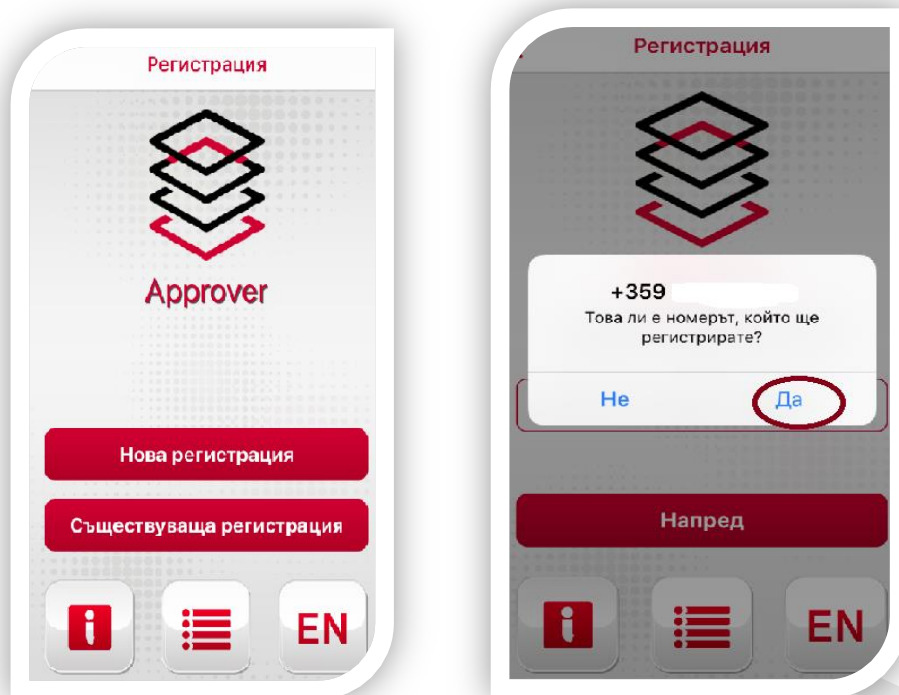 Регистрация
Approver
Нова регистрация
Съществуваща регистрация
i
EN
Регистрация
+359
Това ли е номерът, който ще
регистрирате?
Не
Да
Напред
i
EN